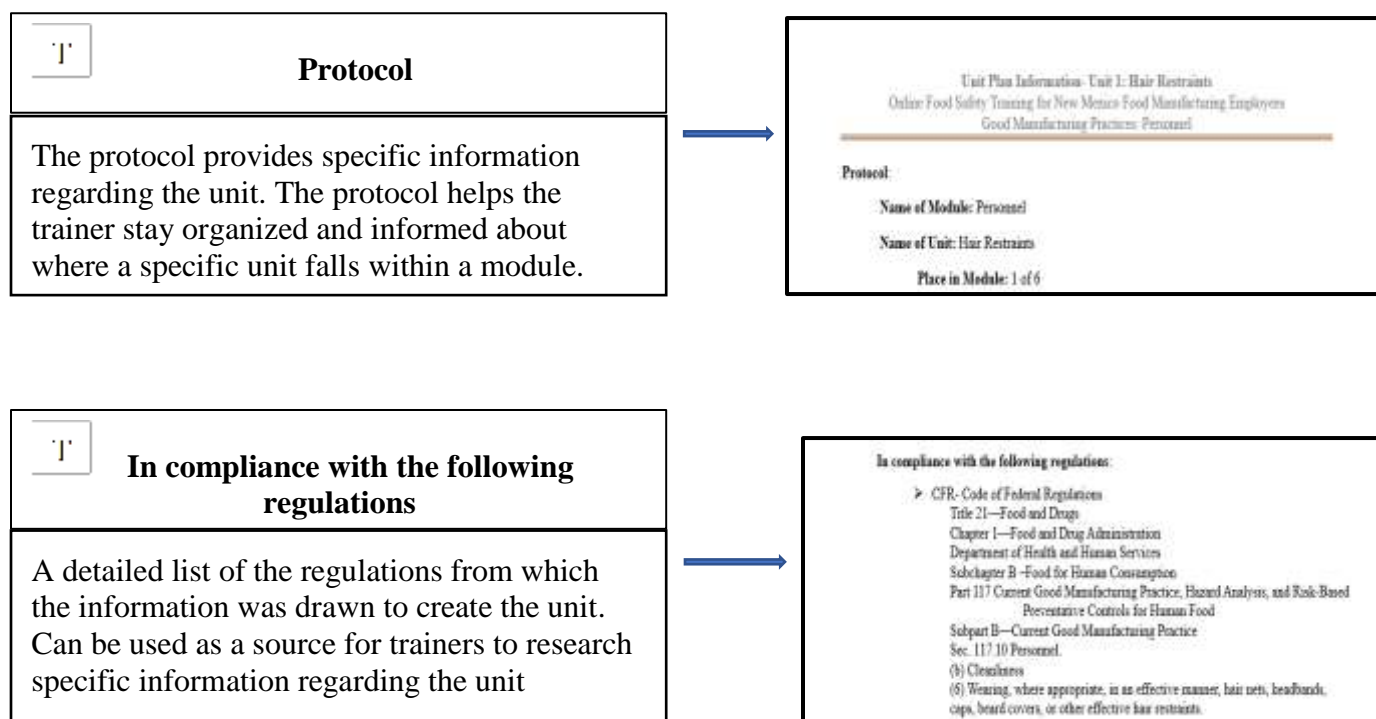 Protocol
The protocol provides specific information
regarding the unit. The protocol helps the
trainer stay organized and informed about
where a specific unit falls within a module.
Unit Plan Information- Unit 1: Hair Restraints
Online Food Safety Training for New Mexico Food Manufacturing Employees
Good Manufacturing Practices: Personnel
Protocol:
Name of Module: Personnel
Name of Unit: Hair Restraints
Place in Module: 1 of 6
In compliance with the following
regulations
A detailed list of the regulations from which
the information was drawn to create the unit.
Can be used as a source for trainers to research
specific information regarding the unit
In compliance with the following regulations:
➢ CFR- Code of Federal Regulations
Title 21—Food and Drugs
Chapter I—Food and Drug Administration
Department of Health and Human Services
Subchapter B –Food for Human Consumption
Part 117 Current Good Manufacturing Practice, Hazard Analysis, and Risk-Based
Preventative Controls for Human Food
Subpart B—Current Good Manufacturing Practice
Sec. 117.10 Personnel.
(b) Cleanliness
(6) Wearing, where appropriate, in an effective manner, hair nets, headbands,
caps, beard covers, or other effective hair restraints.